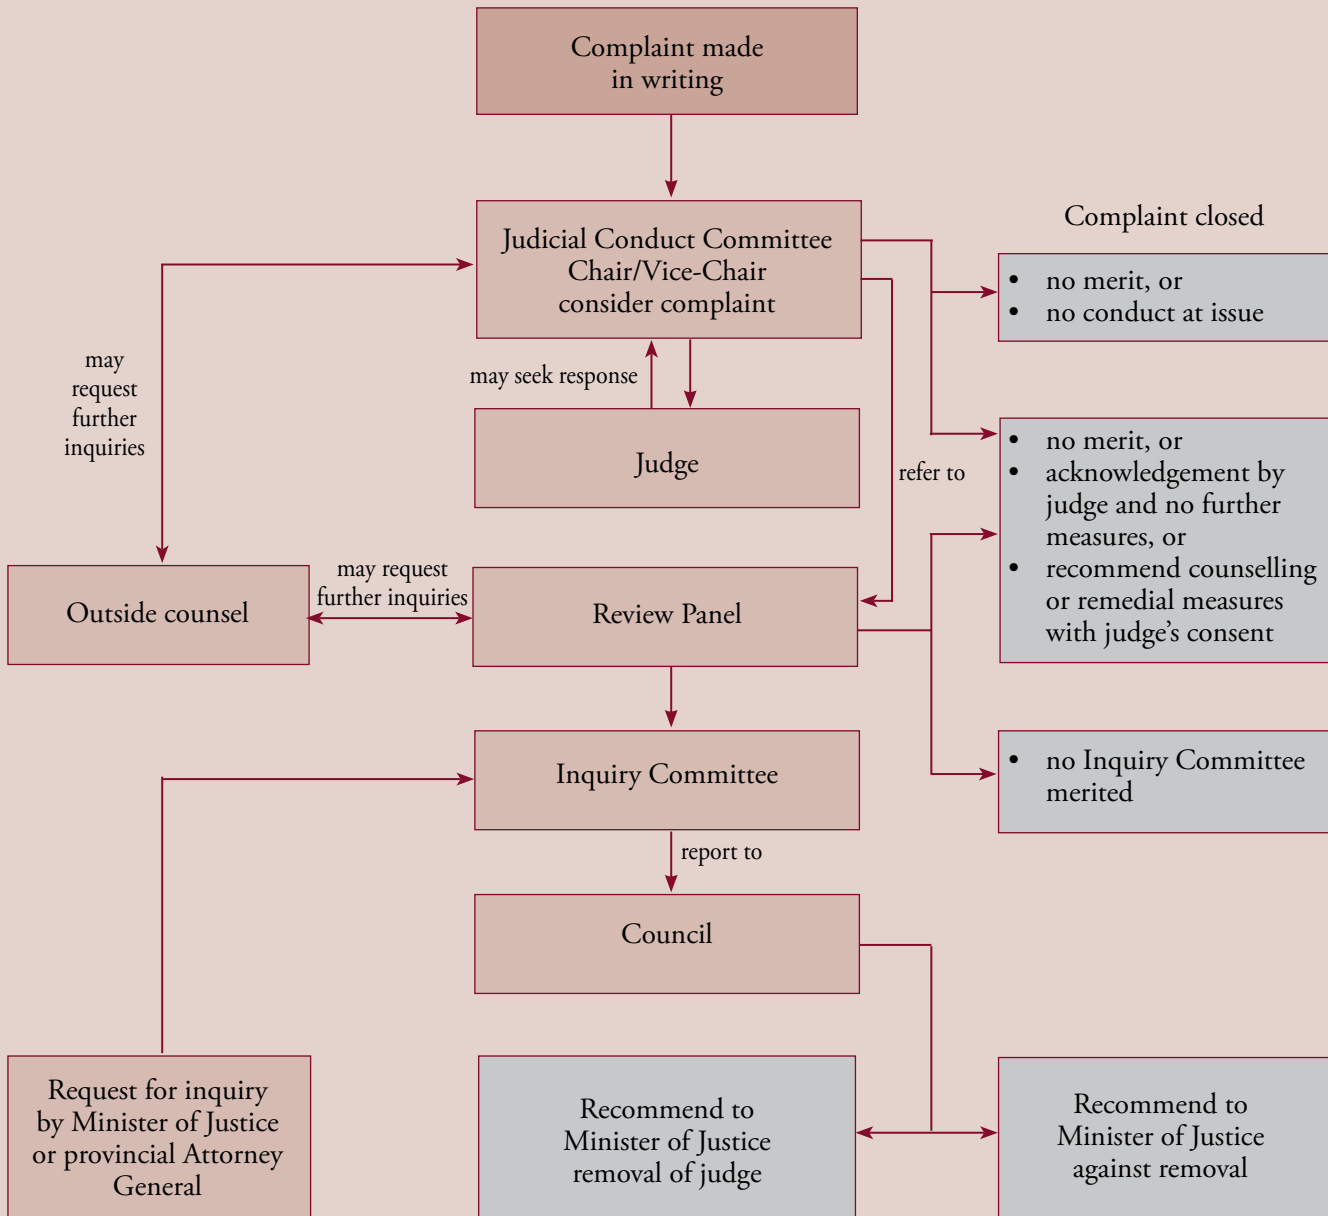 Complaint made
in writing
Judicial Conduct Committee
Chair/Vice-Chair
consider complaint
Complaint closed
• no merit, or
• no conduct at issue
may
request
further
inquiries
may seek response
Judge
refer to
• no merit, or
• acknowledgement by
judge and no further
measures, or
• recommend counselling
or remedial measures
with judge’s consent
Outside counsel
may request
further inquiries
Review Panel
Inquiry Committee
• no Inquiry Committee
merited
report to
Council
Request for inquiry
by Minister of Justice
or provincial Attorney
General
Recommend to
Minister of Justice
removal of judge
Recommend to
Minister of Justice
against removal